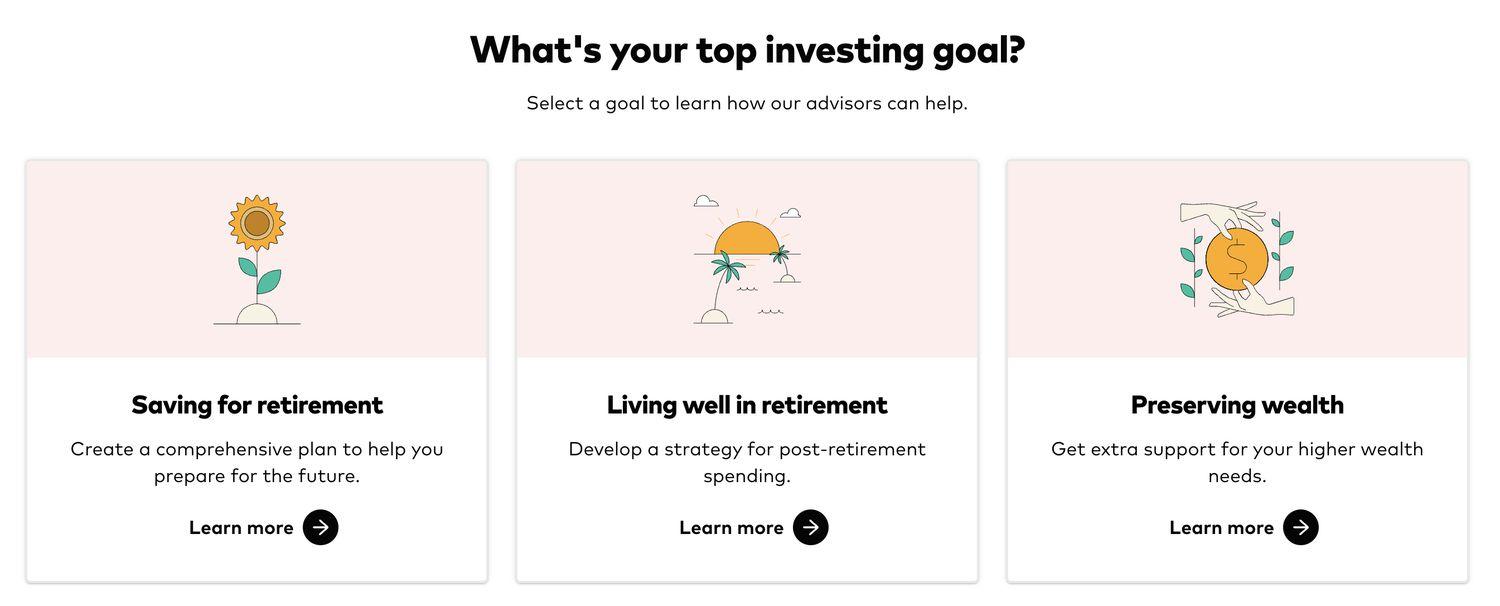 What's your top investing goal?
Select a goal to learn how our advisors can help.
Saving for retirement
Create a comprehensive plan to help you
prepare for the future.
Learn more
Living well in retirement
Develop a strategy for post-retirement
spending.
Learn more
$
Preserving wealth
Get extra support for your higher wealth
needs.
Learn more